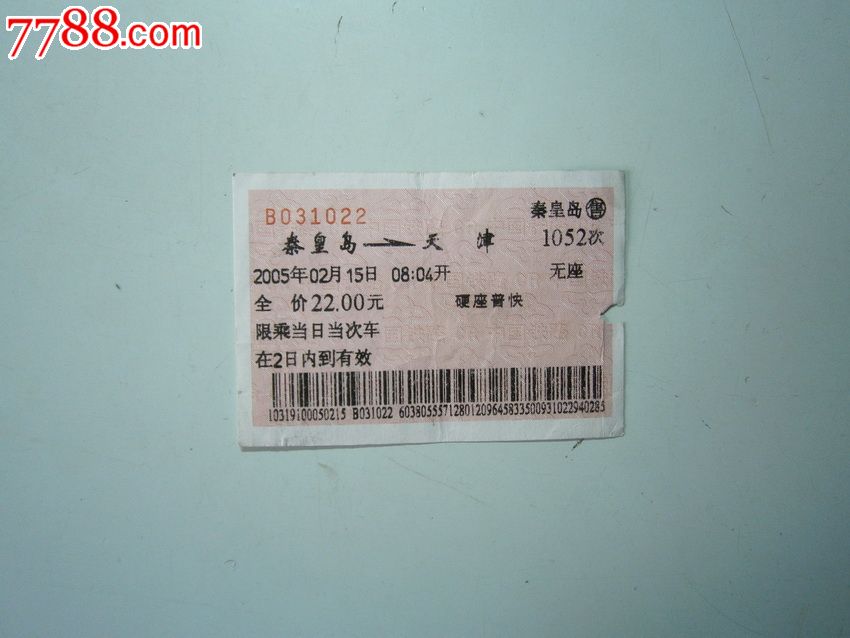 7788.com
B031022 秦皇岛售
秦皇岛→天津 1052次
2005年02月15日 08:04开 无座
全 价22.00元 硬座普快
限乘当日当次车
在2日内到有效
10319100050215 B031022 60380555712801209645833500931022940285